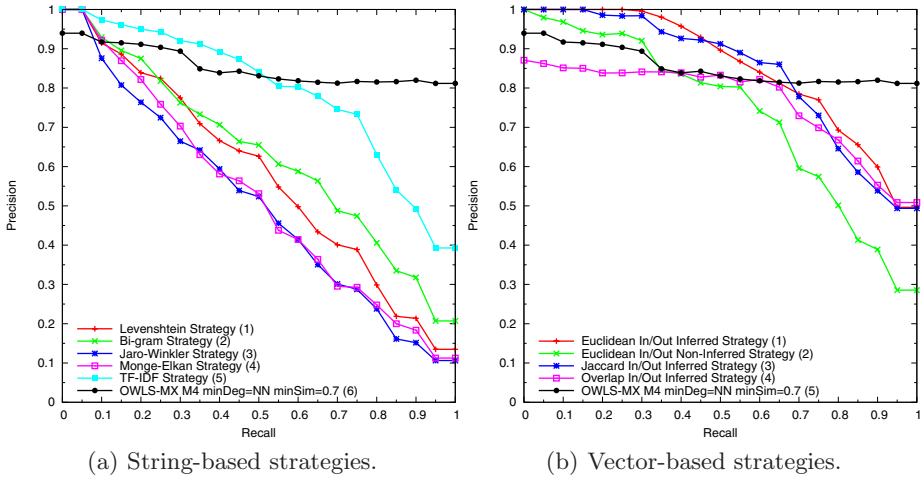 1
0.9
0.8
0.7
0.6
0.5
0.4
0.3
0.2
0.1
0
Precision
0 0.1 0.2 0.3 0.4 0.5 0.6 0.7 0.8 0.9 1
Recall
Levenshtein Strategy (1)
Bi-gram Strategy (2)
Jaro-Winkler Strategy (3)
Monge-Elkan Strategy (4)
TF-IDF Strategy (5)
OWLS-MX M4 minDeg=NN minSim=0.7 (6)
(a) String-based strategies.
1
0.9
0.8
0.7
0.6
0.5
0.4
0.3
0.2
0.1
0
Precision
0 0.1 0.2 0.3 0.4 0.5 0.6 0.7 0.8 0.9 1
Recall
Euclidean In/Out Inferred Strategy (1)
Euclidean In/Out Non-Inferred Strategy (2)
Jaccard In/Out Inferred Strategy (3)
Overlap In/Out Inferred Strategy (4)
OWLS-MX M4 minDeg=NN minSim=0.7 (5)
(b) Vector-based strategies.